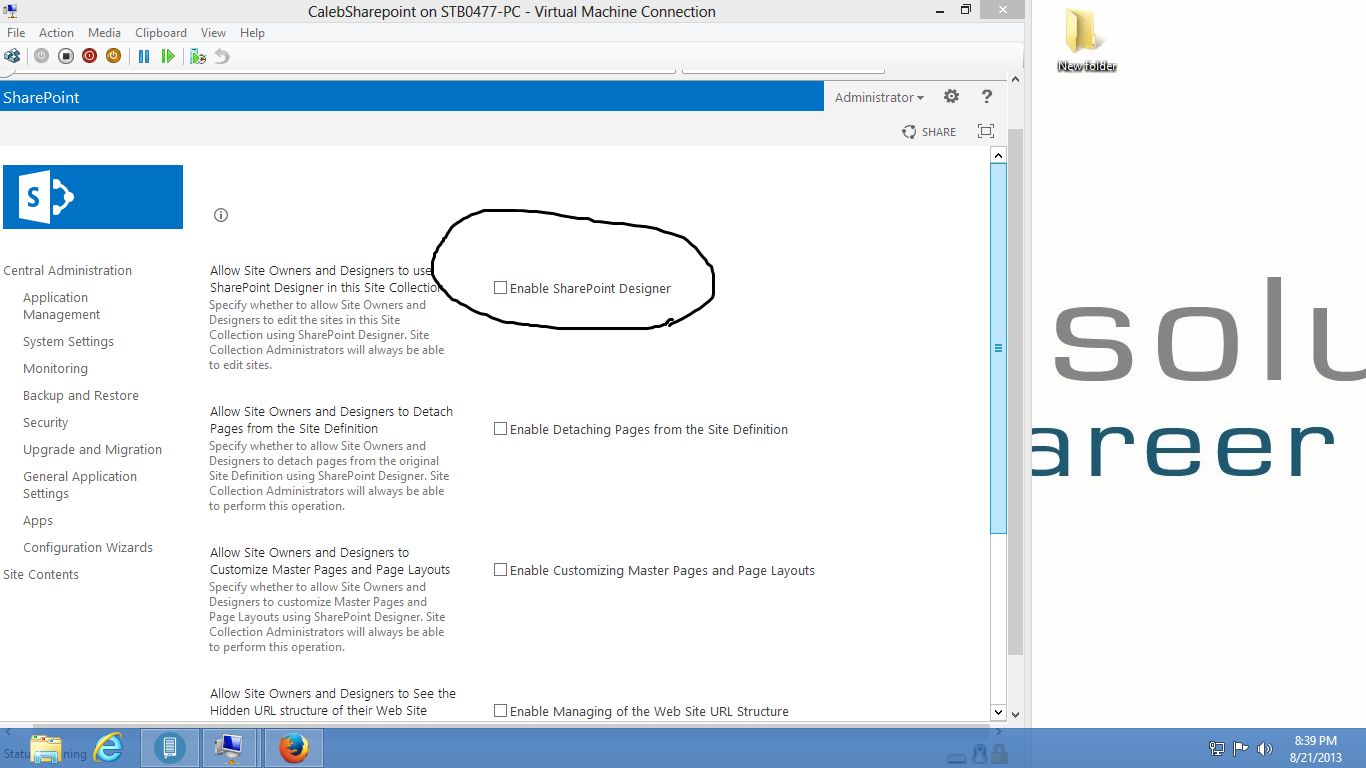 CalebSharepoint on STB0477-PC - Virtual Machine Connection
File Action Media Clipboard View Help
New folder
SharePoint
Administrator
?
SHARE
S
Central Administration
Application
Management
System Settings
Monitoring
Backup and Restore
Security
Upgrade and Migration
General Application
Settings
Apps
Configuration Wizards
Site Contents
Allow Site Owners and Designers to use
SharePoint Designer in this Site Collection
Specify whether to allow Site Owners and
Designers to edit the sites in this Site
Collection using SharePoint Designer. Site
Collection Administrators will always be able
to edit sites.
Enable SharePoint Designer
Allow Site Owners and Designers to Detach
Pages from the Site Definition
Specify whether to allow Site Owners and
Designers to detach pages from the original
Site Definition using SharePoint Designer. Site
Collection Administrators will always be able
to perform this operation.
Enable Detaching Pages from the Site Definition
Allow Site Owners and Designers to
Customize Master Pages and Page Layouts
Specify whether to allow Site Owners and
Designers to customize Master Pages and
Page Layouts using SharePoint Designer. Site
Collection Administrators will always be able
to perform this operation.
Enable Customizing Master Pages and Page Layouts
Allow Site Owners and Designers to See the
Hidden URL structure of their Web Site
Enable Managing of the Web Site URL Structure
solu
areer
8:39 PM
8/21/2013